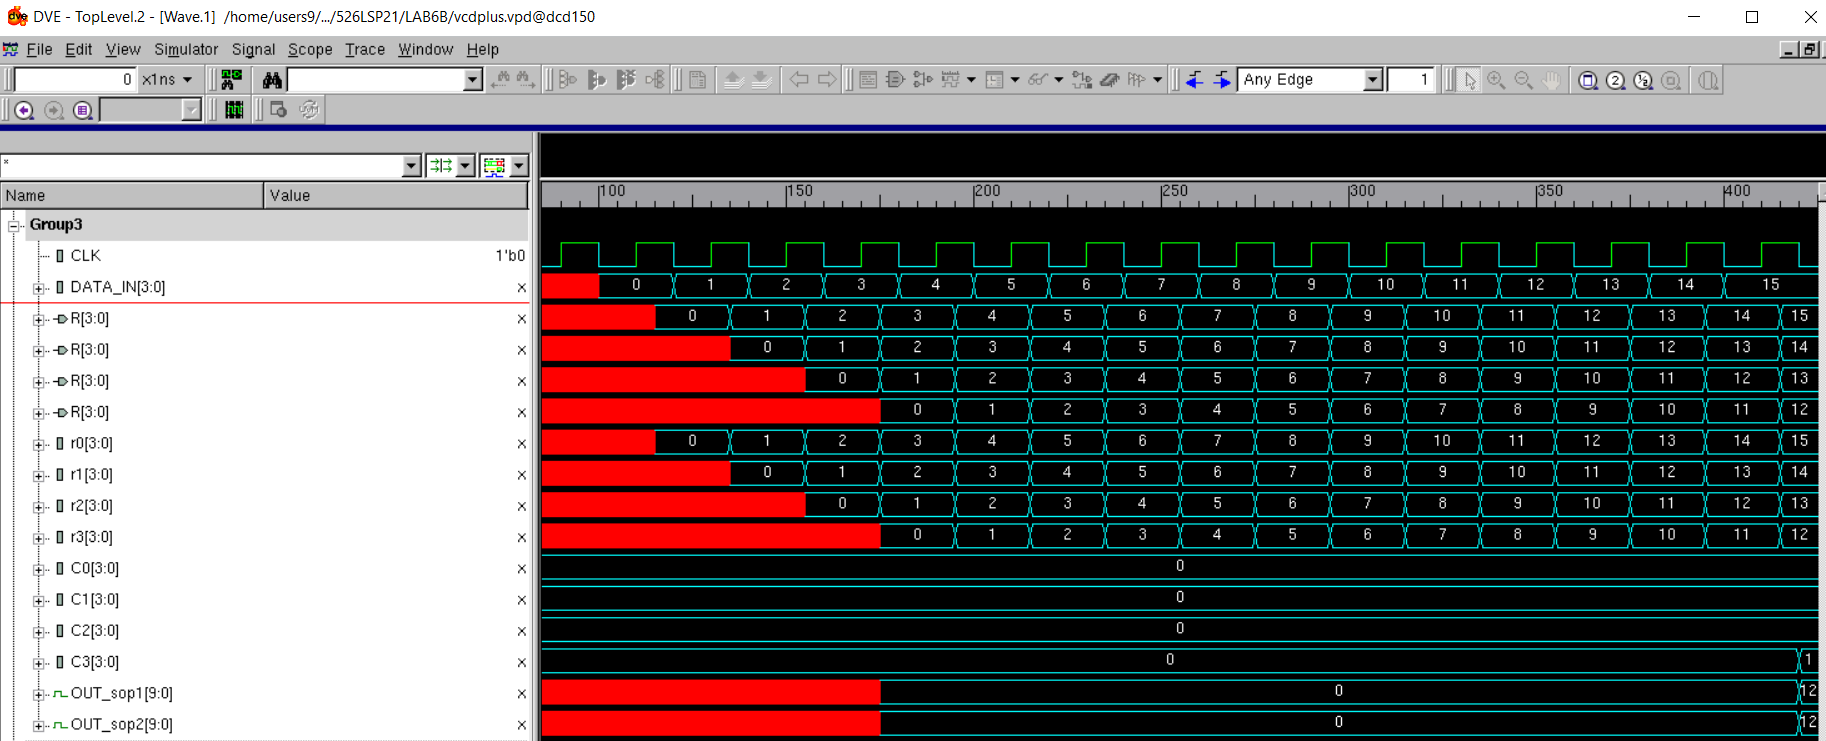 DVE - TopLevel.2 - [Wave.1] /home/users9/.../526LSP21/LAB6B/vcdplus.vpd@dcd150
File Edit View Simulator Signal Scope Trace Window Help
0 x1ns Any Edge 1
*
Name Value 100 150 200 250 300 350 400
Group3
CLK 1'b0
DATA_IN[3:0] x 0 1 2 3 4 5 6 7 8 9 10 11 12 13 14 15
R[3:0] x 0 1 2 3 4 5 6 7 8 9 10 11 12 13 14 15
R[3:0] x 0 1 2 3 4 5 6 7 8 9 10 11 12 13 14
R[3:0] x 0 1 2 3 4 5 6 7 8 9 10 11 12 13
R[3:0] x 0 1 2 3 4 5 6 7 8 9 10 11 12
r0[3:0] x 0 1 2 3 4 5 6 7 8 9 10 11 12 13 14 15
r1[3:0] x 0 1 2 3 4 5 6 7 8 9 10 11 12 13 14
r2[3:0] x 0 1 2 3 4 5 6 7 8 9 10 11 12 13
r3[3:0] x 0 1 2 3 4 5 6 7 8 9 10 11 12
C0[3:0] x 0
C1[3:0] x 0
C2[3:0] x 0
C3[3:0] x 0 1
OUT_sop1[9:0] x 0 12
OUT_sop2[9:0] x 0 12